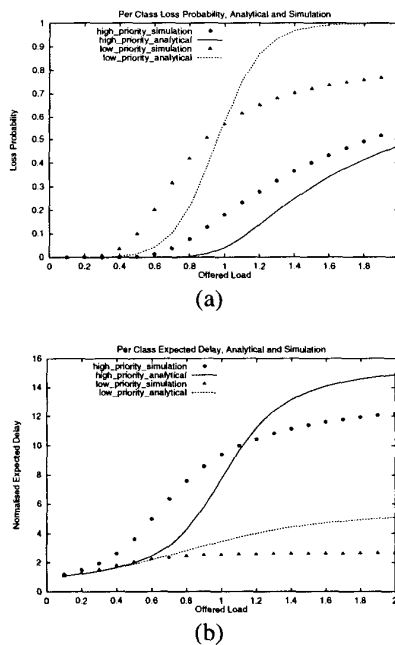 Per Class Loss Probability, Analytical and Simulation
high_priority_simulation
high_priority_analytical
low_priority_simulation
low_priority_analytical
Loss Probability
1
0.9
0.8
0.7
0.6
0.5
0.4
0.3
0.2
0.1
0
0 0.2 0.4 0.6 0.8 1 1.2 1.4 1.6 1.8
Offered Load
(a)
Per Class Expected Delay, Analytical and Simulation
high_priority_simulation
high_priority_analytical
low_priority_simulation
low_priority_analytical
Normalised Expected Delay
16
14
12
10
8
6
4
2
0
0 0.2 0.4 0.6 0.8 1 1.2 1.4 1.6 1.8 2
Offered Load
(b)